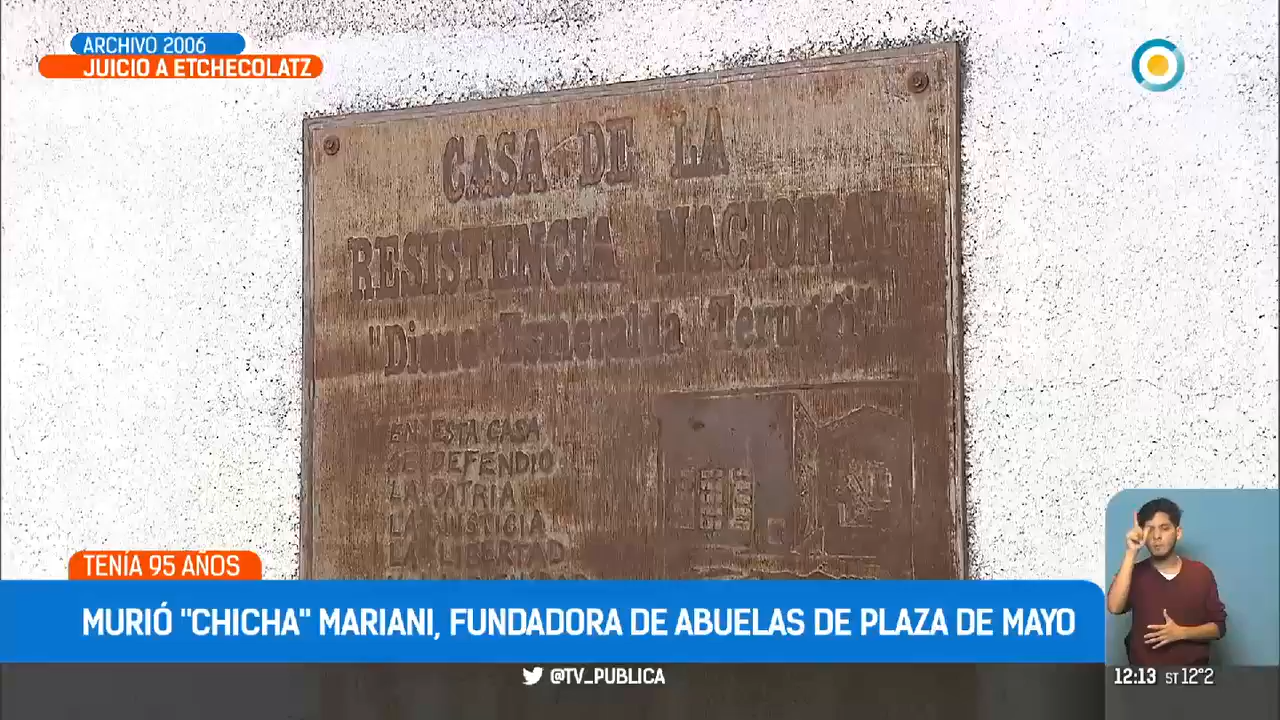 ARCHIVO 2006
JUICIO A ETCHECOLATZ
CASA DE LA
RESISTENCIA NACIONAL
"Diana Esmeralda Teruggi"
EN ESTA CASA
SE DEFENDIO
LA PATRIA
LA JUSTICIA
LA LIBERTAD
TENÍA 95 AÑOS
MURIÓ "CHICHA" MARIANI, FUNDADORA DE ABUELAS DE PLAZA DE MAYO
@TV_PUBLICA
12:13 ST 12°2